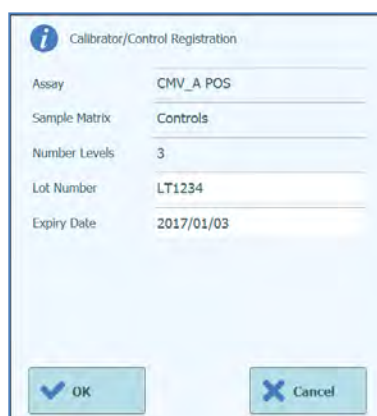 Calibrator/Control Registration
Assay CMV_A POS
Sample Matrix Controls
Number Levels 3
Lot Number LT1234
Expiry Date 2017/01/03
OK Cancel